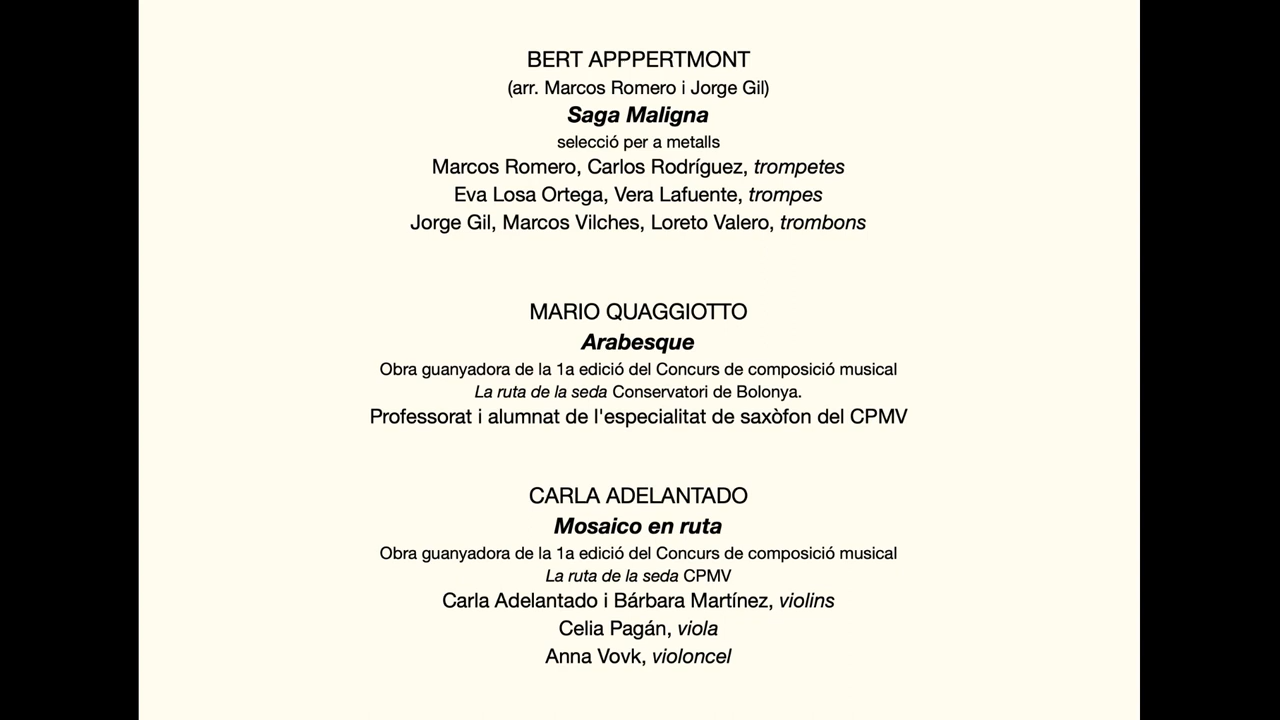 BERT APPPERTMONT
(arr. Marcos Romero i Jorge Gil)
Saga Maligna
selecció per a metalls
Marcos Romero, Carlos Rodríguez, trompetes
Eva Losa Ortega, Vera Lafuente, trompes
Jorge Gil, Marcos Vilches, Loreto Valero, trombons
MARIO QUAGGIOTTO
Arabesque
Obra guanyadora de la 1a edició del Concurs de composició musical
La ruta de la seda Conservatori de Bolonya.
Professorat i alumnat de l'especialitat de saxòfon del CPMV
CARLA ADELANTADO
Mosaico en ruta
Obra guanyadora de la 1a edició del Concurs de composició musical
La ruta de la seda CPMV
Carla Adelantado i Bárbara Martínez, violins
Celia Pagán, viola
Anna Vovk, violoncel